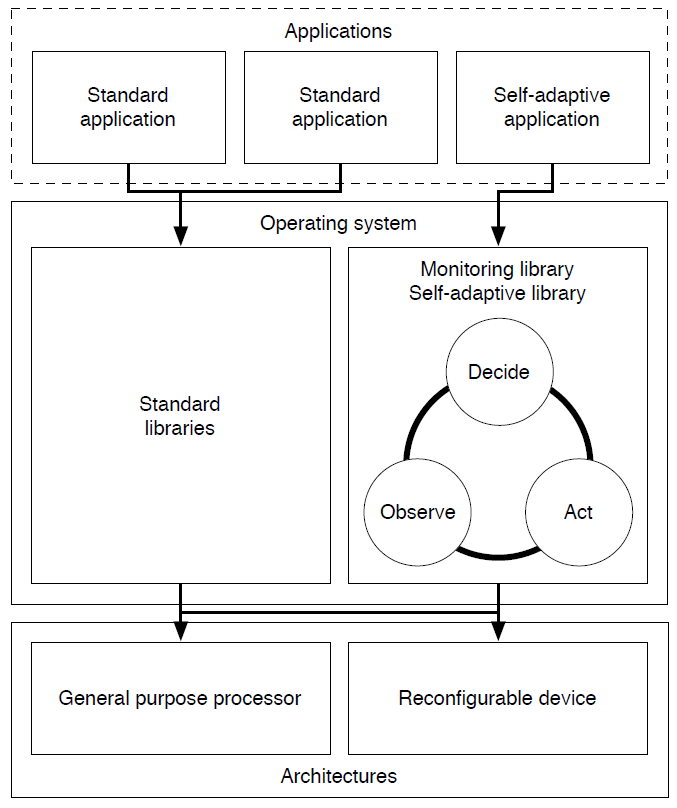 Applications
Standard
application
Standard
application
Self-adaptive
application
Operating system
Standard
libraries
Monitoring library
Self-adaptive library
Decide
Observe
Act
General purpose processor
Reconfigurable device
Architectures